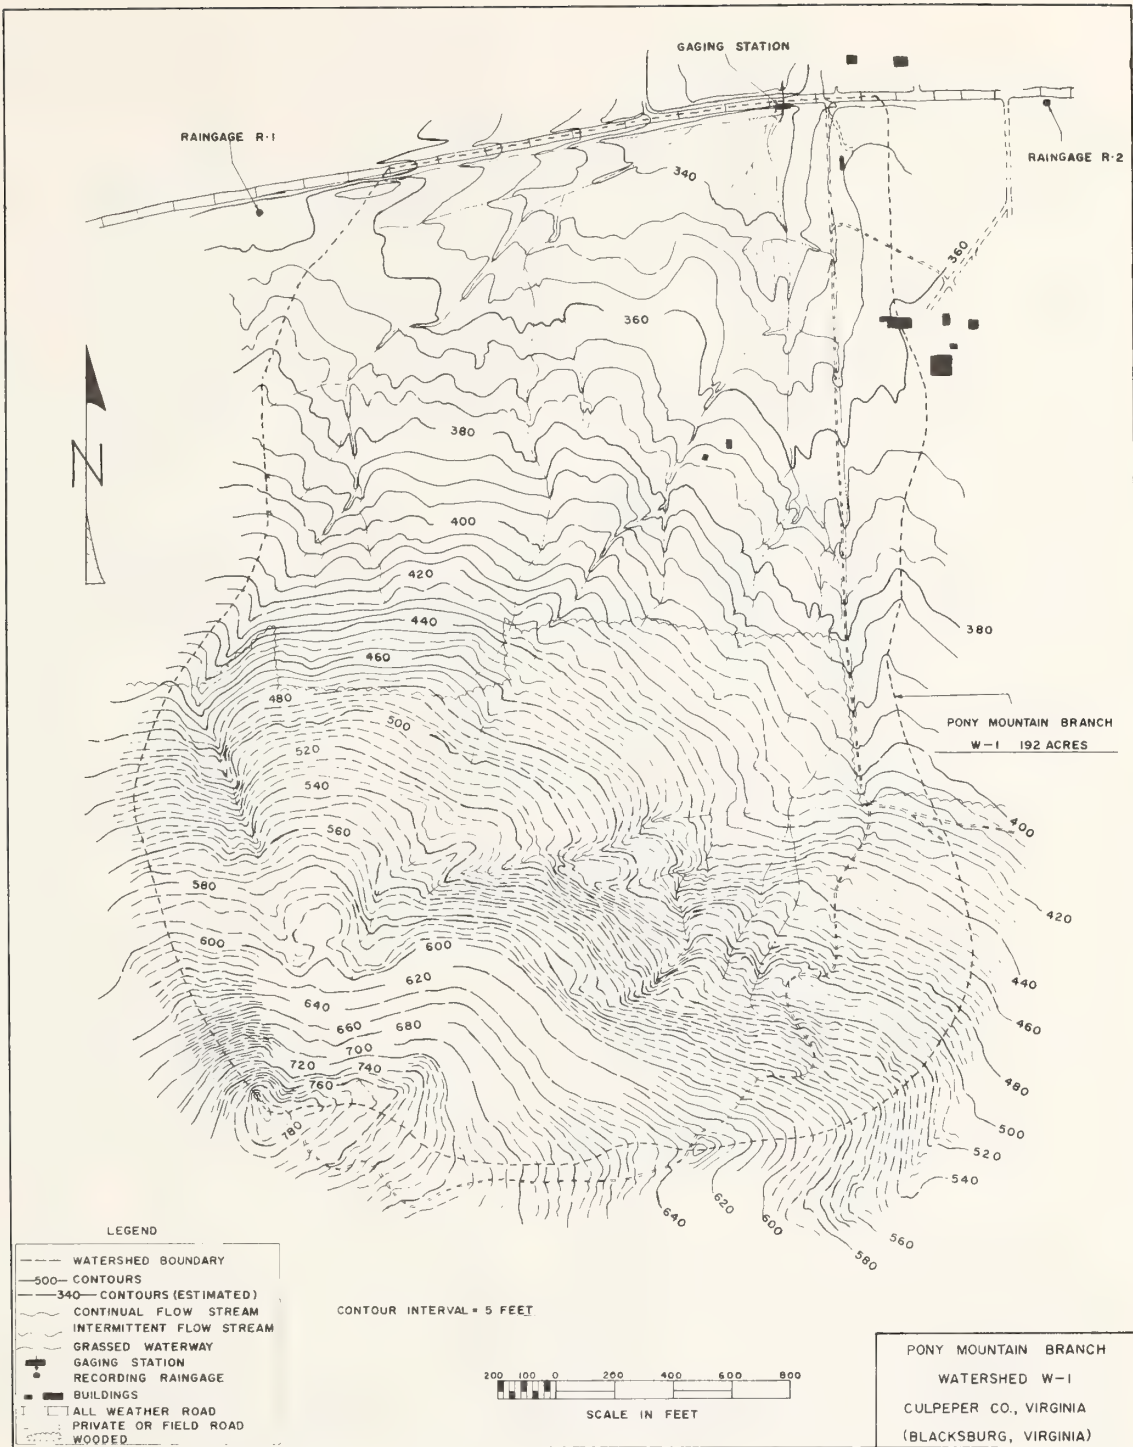 GAGING STATION
RAINGAGE R-1
RAINGAGE R-2
340
360
360
380
N
400
420
440
380
460
480
PONY MOUNTAIN BRANCH
W-1 192 ACRES
500
520
540
400
560
580
420
600
600
620
440
640
460
660
680
700
480
720
740
760
780
500
520
540
620
640
600
560
580
LEGEND
WATERSHED BOUNDARY
500 CONTOURS
340 CONTOURS (ESTIMATED)
CONTINUAL FLOW STREAM
INTERMITTENT FLOW STREAM
GRASSED WATERWAY
GAGING STATION
RECORDING RAINGAGE
BUILDINGS
ALL WEATHER ROAD
PRIVATE OR FIELD ROAD
WOODED
CONTOUR INTERVAL = 5 FEET
200 100 0 200 400 600 800
SCALE IN FEET
PONY MOUNTAIN BRANCH
WATERSHED W-1
CULPEPER CO., VIRGINIA
(BLACKSBURG, VIRGINIA)